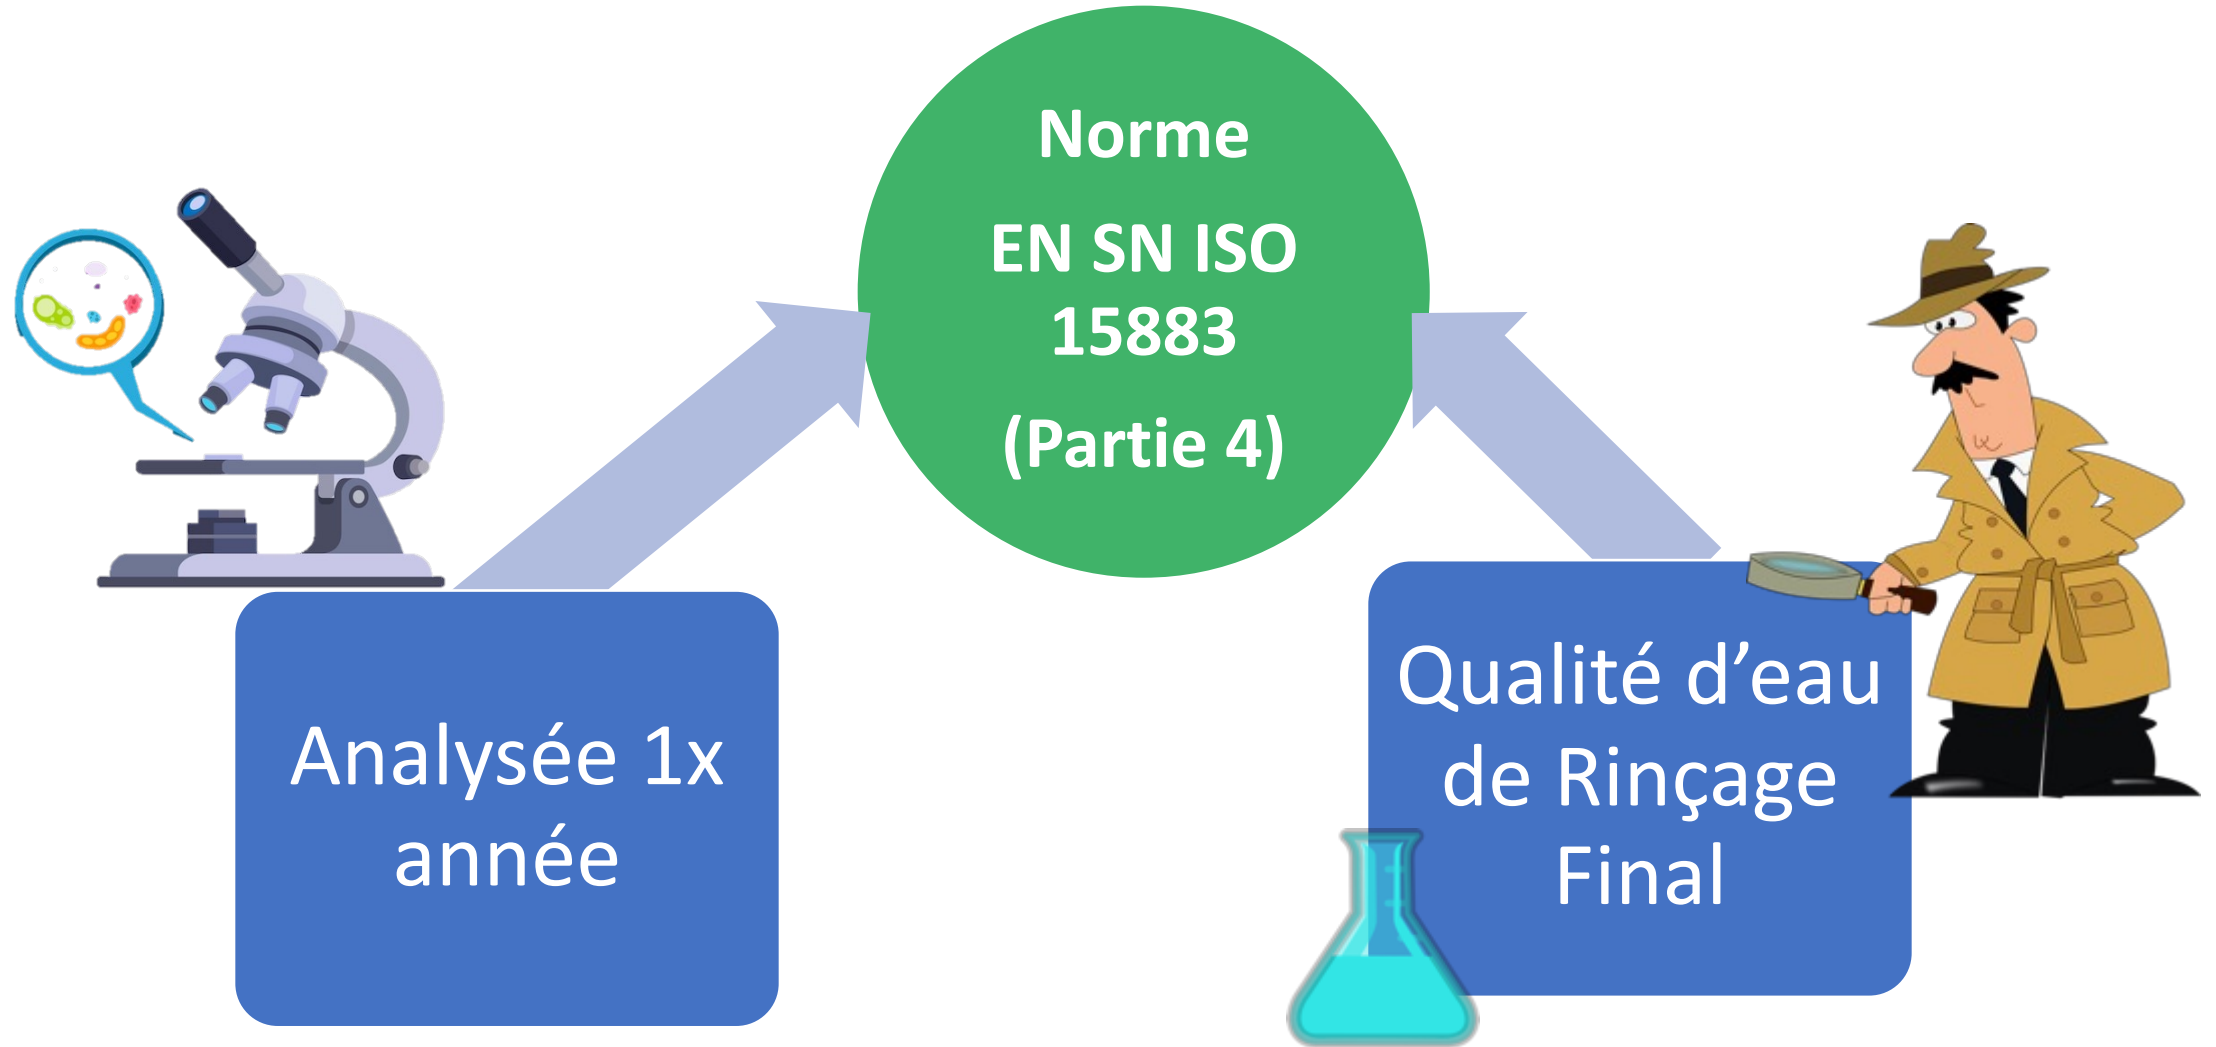 Norme
EN SN ISO
15883
(Partie 4)
Analysée 1x
année
Qualité d’eau
de Rinçage
Final